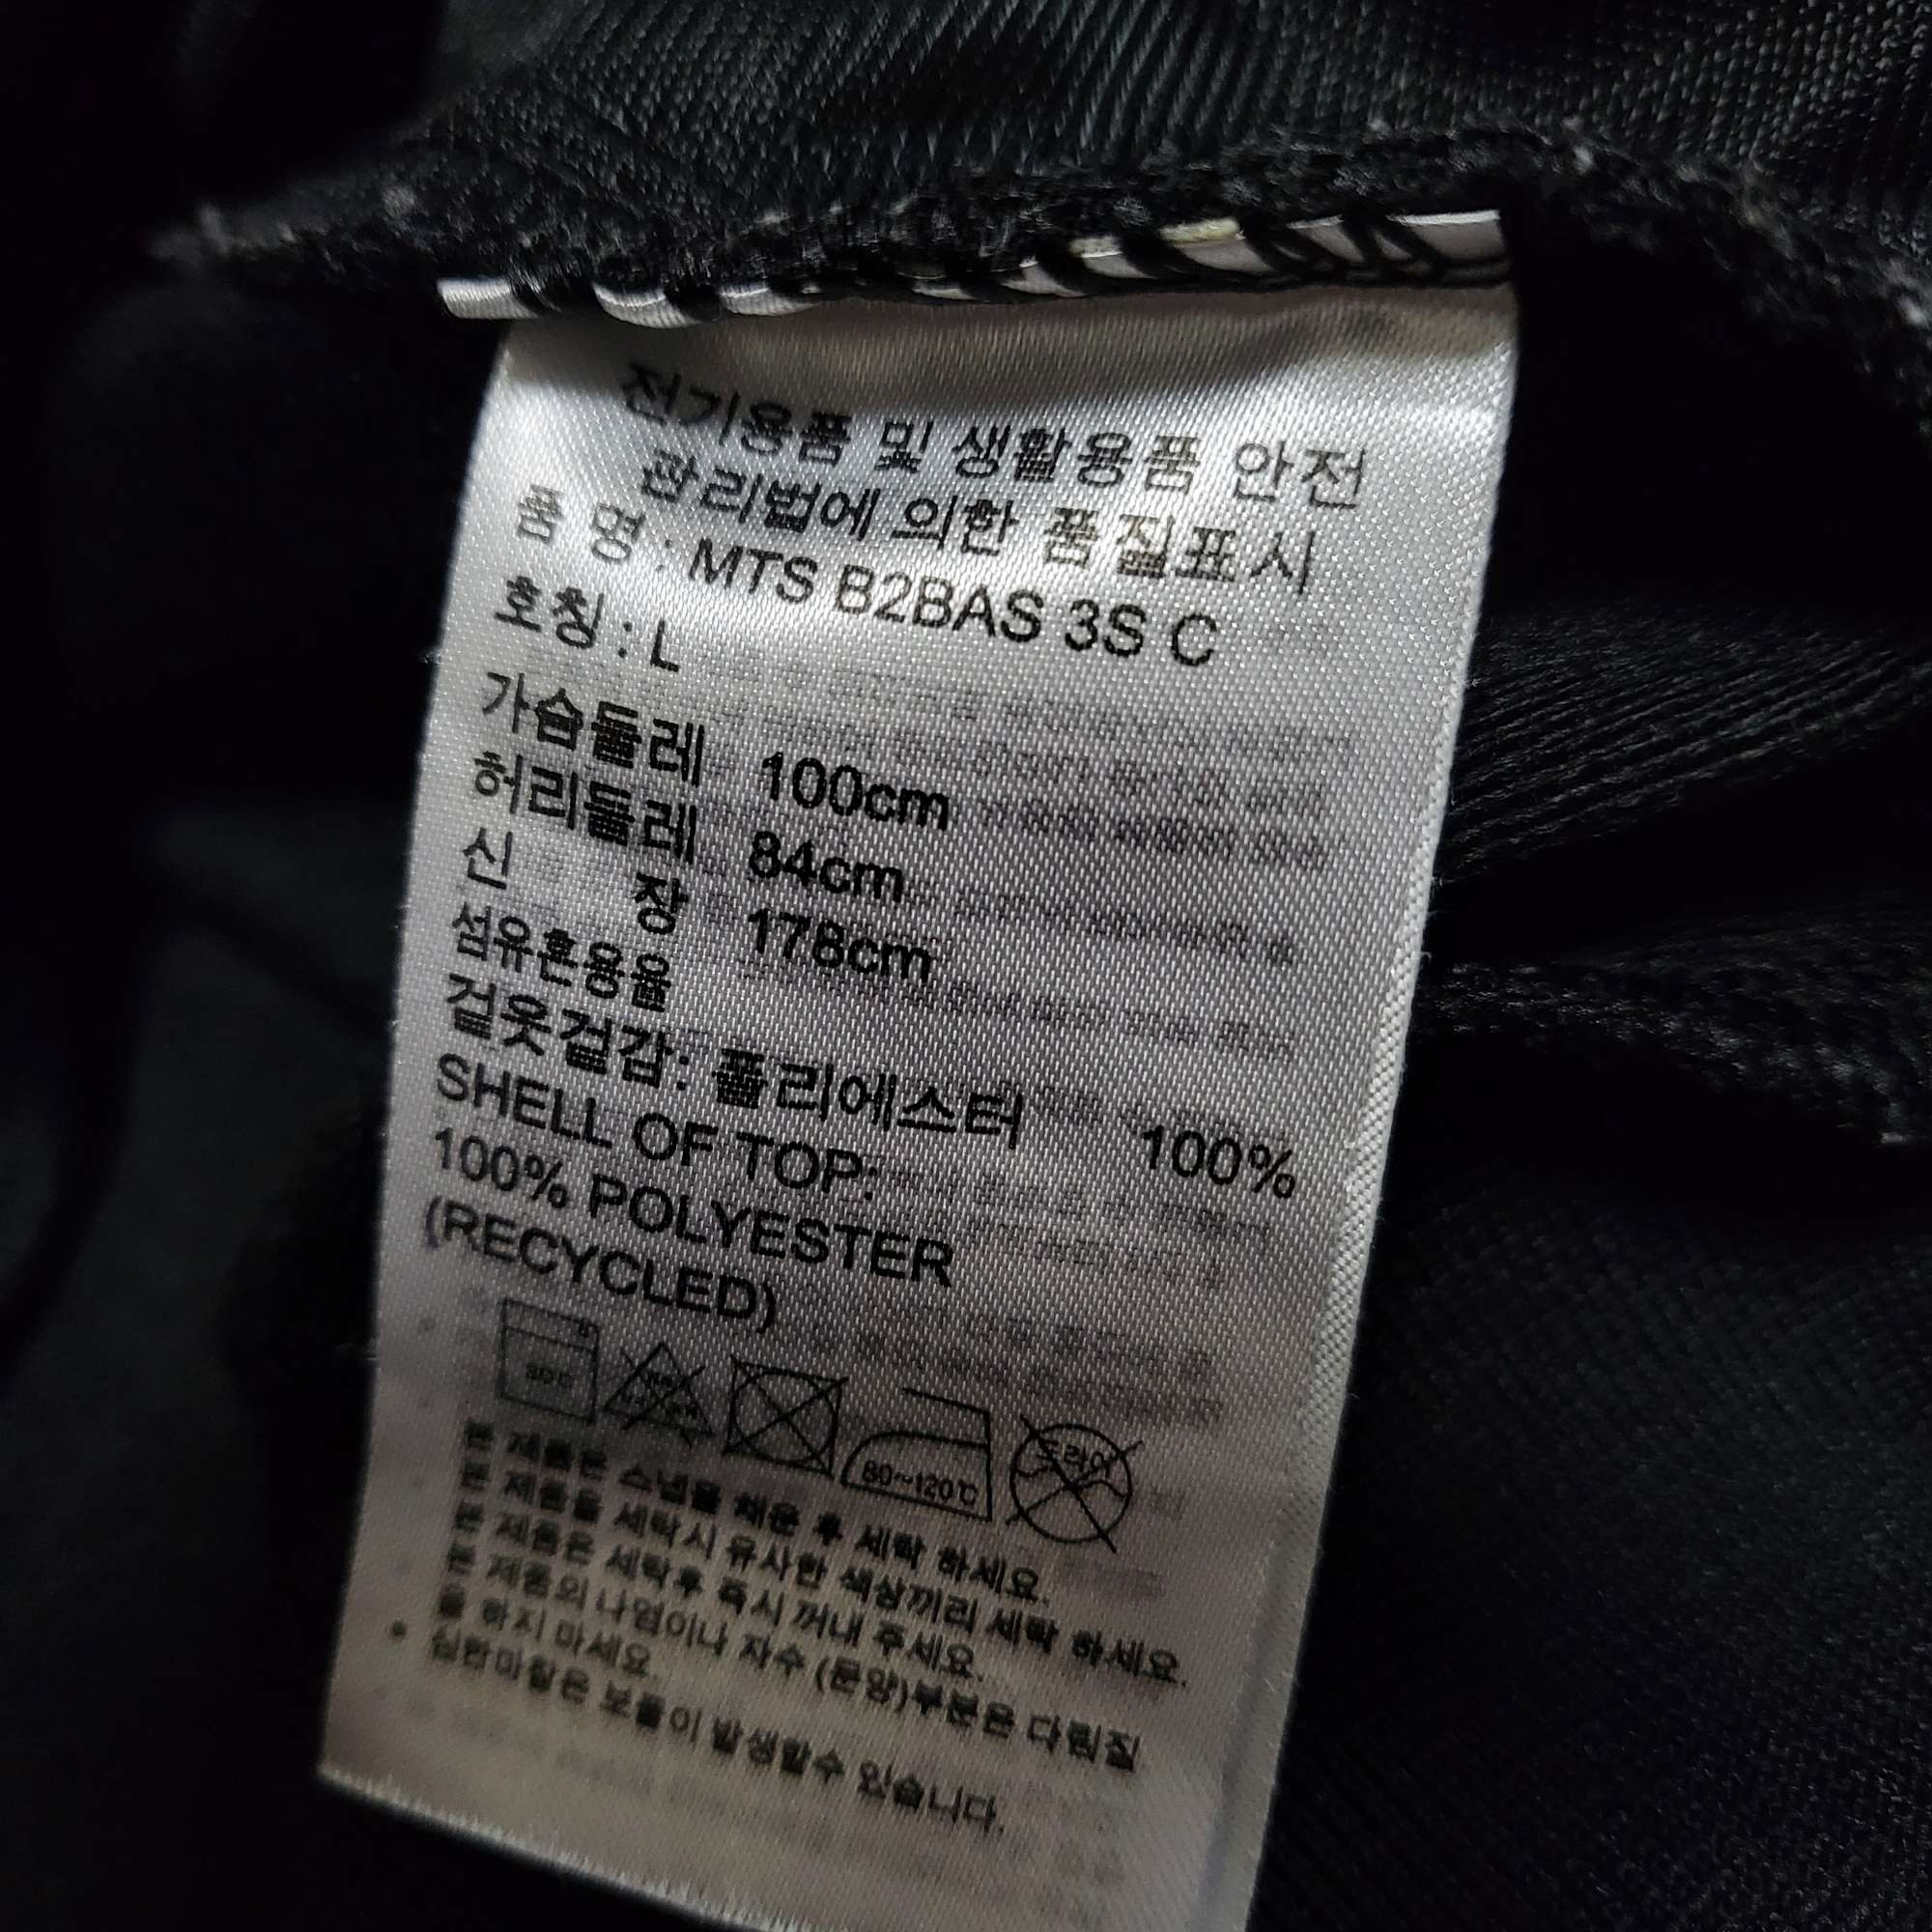 전기용품 및 생활용품 안전
관리법에 의한 품질표시
품 명 : MTS B2BAS 3S C
호칭 : L
가슴둘레 100cm
허리둘레 84cm
신 장 178cm
섬유혼용율
겉옷겉감: 폴리에스터 100%
SHELL OF TOP:
100% POLYESTER
(RECYCLED)
80~120℃
드라이
본 제품은 스냅을 채운 후 세탁 하세요.
본 제품을 세탁시 유사한 색상끼리 세탁 하세요.
본 제품은 세탁후 즉시 꺼내 주세요.
본 제품의 나염이나 자수 (문양)부분은 다림질
을 하지 마세요.
* 심한마찰은 보풀이 발생할수 있습니다.